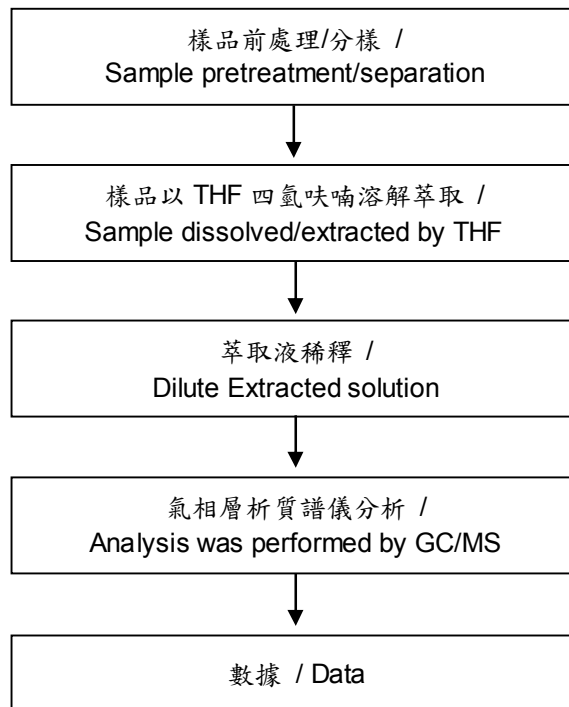 樣品前處理/分樣 /
Sample pretreatment/separation
樣品以 THF 四氫呋喃溶解萃取 /
Sample dissolved/extracted by THF
萃取液稀釋 /
Dilute Extracted solution
氣相層析質譜儀分析 /
Analysis was performed by GC/MS
數據 / Data